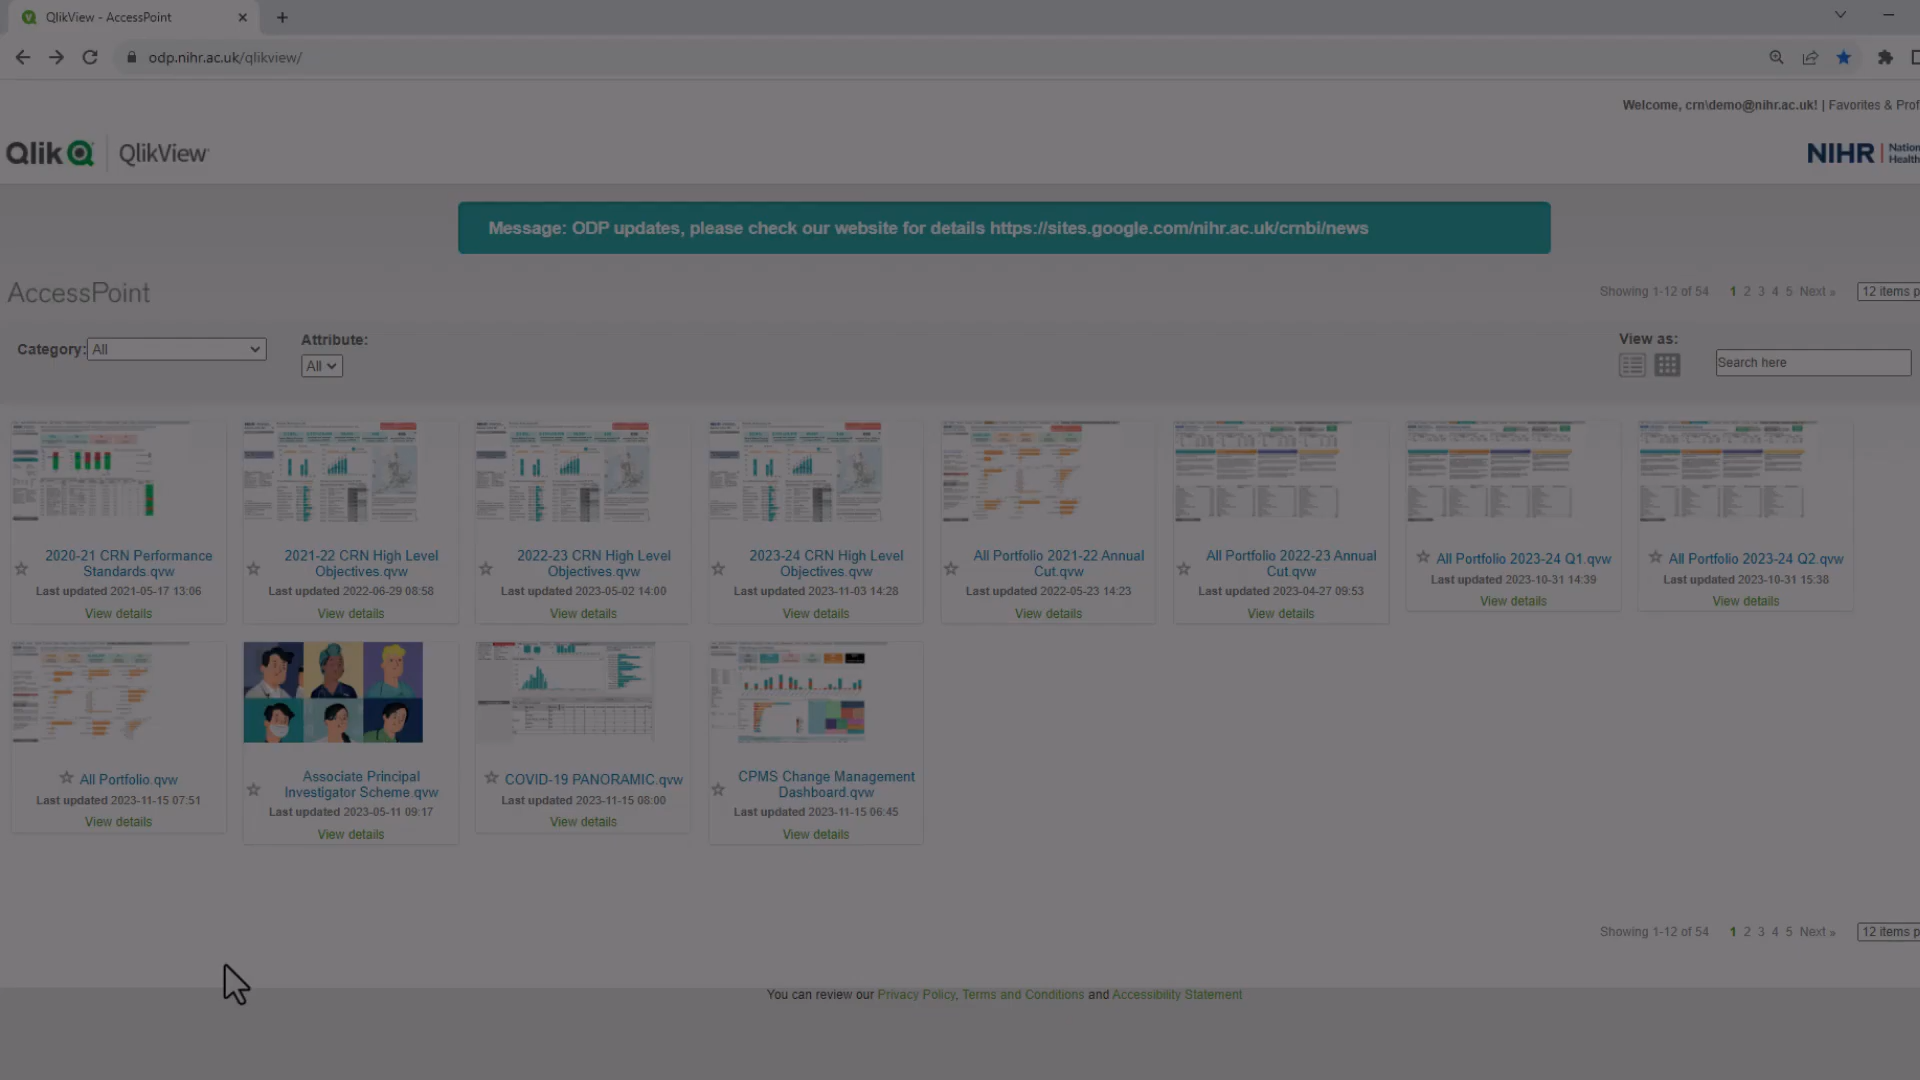 QlikView - AccessPoint
odp.nihr.ac.uk/qlikview/
Welcome, crn\demo@nihr.ac.uk! | Favorites & Prof
Qlik QlikView
NIHR | Nation
Health
Message: ODP updates, please check our website for details https://sites.google.com/nihr.ac.uk/crnbi/news
AccessPoint
Showing 1-12 of 54 1 2 3 4 5 Next » 12 items p
Category: All
Attribute:
All
View as:
Search here
2020-21 CRN Performance
Standards.qvw
Last updated 2021-05-17 13:06
View details
2021-22 CRN High Level
Objectives.qvw
Last updated 2022-06-29 08:58
View details
2022-23 CRN High Level
Objectives.qvw
Last updated 2023-05-02 14:00
View details
2023-24 CRN High Level
Objectives.qvw
Last updated 2023-11-03 14:28
View details
All Portfolio 2021-22 Annual
Cut.qvw
Last updated 2022-05-23 14:23
View details
All Portfolio 2022-23 Annual
Cut.qvw
Last updated 2023-04-27 09:53
View details
All Portfolio 2023-24 Q1.qvw
Last updated 2023-10-31 14:39
View details
All Portfolio 2023-24 Q2.qvw
Last updated 2023-10-31 15:38
View details
All Portfolio.qvw
Last updated 2023-11-15 07:51
View details
Associate Principal
Investigator Scheme.qvw
Last updated 2023-05-11 09:17
View details
COVID-19 PANORAMIC.qvw
Last updated 2023-11-15 08:00
View details
CPMS Change Management
Dashboard.qvw
Last updated 2023-11-15 06:45
View details
Showing 1-12 of 54 1 2 3 4 5 Next » 12 items p
You can review our Privacy Policy, Terms and Conditions and Accessibility Statement